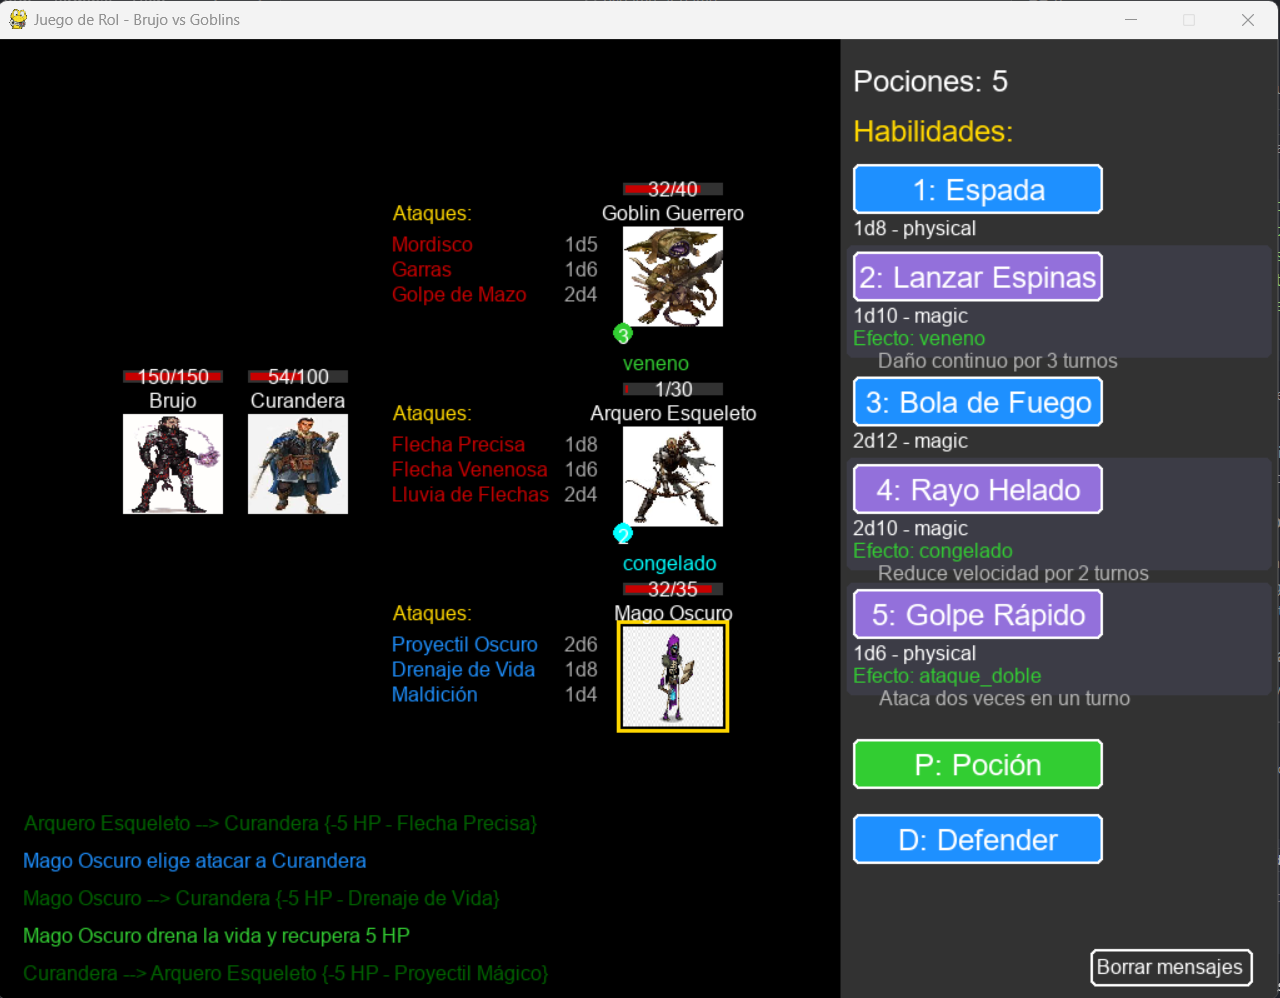 Juego de Rol - Brujo vs Goblins
Pociones: 5
Habilidades:
1: Espada
1d8 - physical
2: Lanzar Espinas
1d10 - magic
Efecto: veneno
Daño continuo por 3 turnos
3: Bola de Fuego
2d12 - magic
4: Rayo Helado
2d10 - magic
Efecto: congelado
Reduce velocidad por 2 turnos
5: Golpe Rápido
1d6 - physical
Efecto: ataque_doble
Ataca dos veces en un turno
P: Poción
D: Defender
Borrar mensajes
32/40
Goblin Guerrero
Ataques:
Mordisco 1d5
Garras 1d6
Golpe de Mazo 2d4
3
veneno
150/150
Brujo
54/100
Curandera
1/30
Arquero Esqueleto
Ataques:
Flecha Precisa 1d8
Flecha Venenosa 1d6
Lluvia de Flechas 2d4
2
congelado
32/35
Mago Oscuro
Ataques:
Proyectil Oscuro 2d6
Drenaje de Vida 1d8
Maldición 1d4
Arquero Esqueleto --> Curandera {-5 HP - Flecha Precisa}
Mago Oscuro elige atacar a Curandera
Mago Oscuro --> Curandera {-5 HP - Drenaje de Vida}
Mago Oscuro drena la vida y recupera 5 HP
Curandera --> Arquero Esqueleto {-5 HP - Proyectil Mágico}